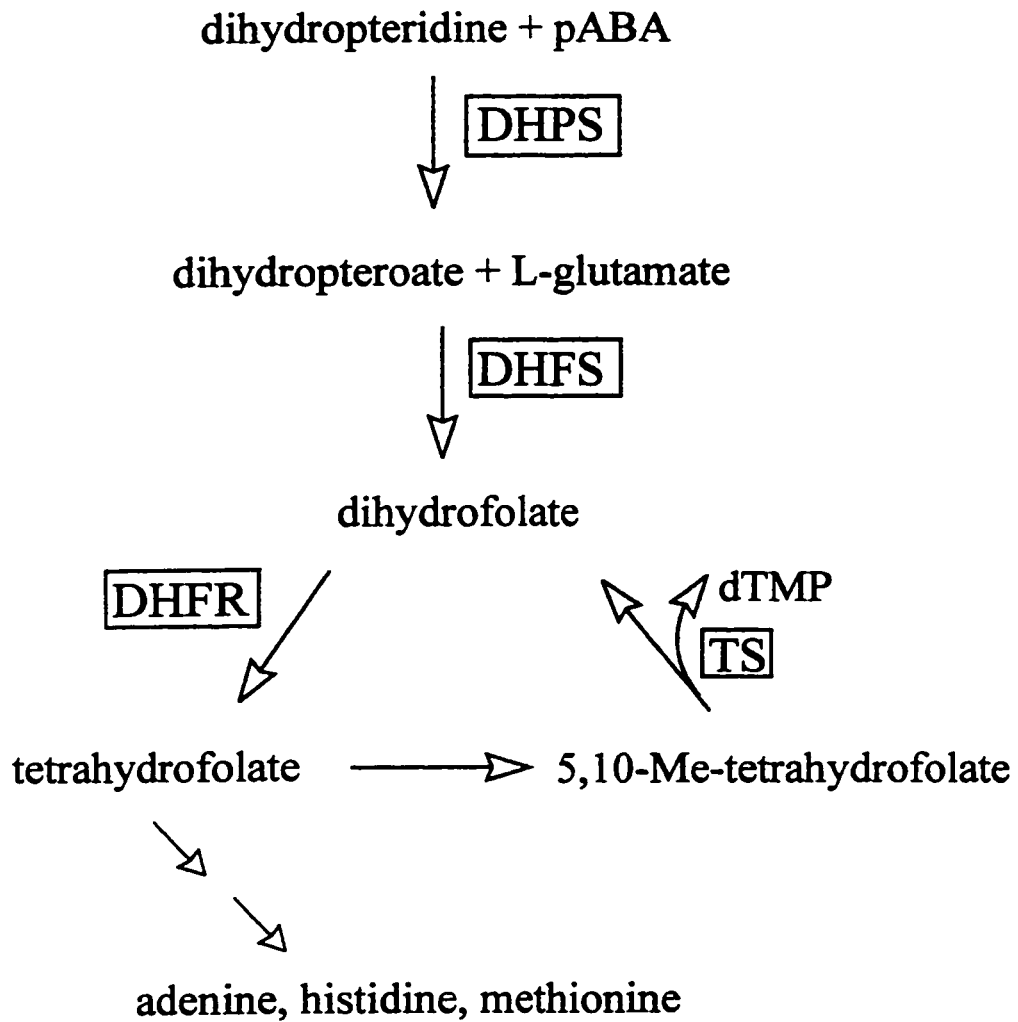 dihydropteridine + pABA
DHPS
dihydropteroate + L-glutamate
DHFS
dihydrofolate
DHFR
dTMP
TS
tetrahydrofolate
5,10-Me-tetrahydrofolate
adenine, histidine, methionine